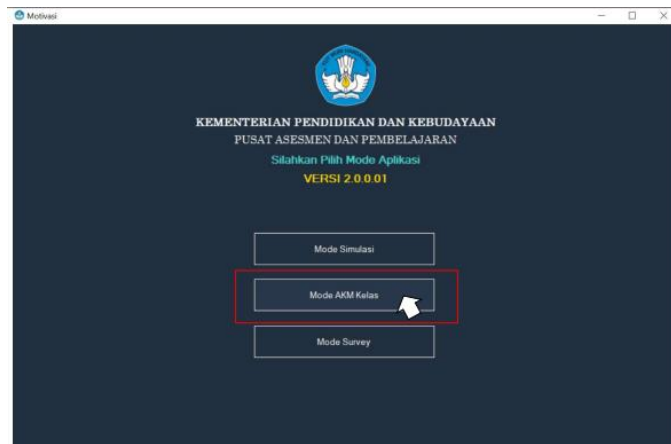 Motivasi
KEMENTERIAN PENDIDIKAN DAN KEBUDAYAAN
PUSAT ASESMEN DAN PEMBELAJARAN
Silahkan Pilih Mode Aplikasi
VERSI 2.0.0.01
Mode Simulasi
Mode AKM Kelas
Mode Survey